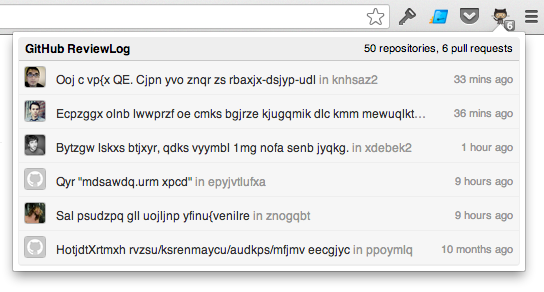 6
GitHub ReviewLog 50 repositories, 6 pull requests
Ooj c vp{x QE. Cjpn yvo znqr zs rbaxjx-dsjyp-udl in knhsaz2 33 mins ago
Ecpzggx olnb lwwprzf oe cmks bgjrze kjugqmik dlc kmm mewuqlkt… 36 mins ago
Bytzgw lskxs btjxyr, qdks vyymbl 1mg nofa senb jyqkg. in xdebek2 1 hour ago
Qyr "mdsawdq.urm xpcd" in epyjvtlufxa 9 hours ago
Sal psudzpq gll uojljnp yfinu{venilre in znogqbt 9 hours ago
HotjdtXrtmxh rvzsu/ksrenmaycu/audkps/mfjmv eecgjyc in ppoymlq 10 months ago